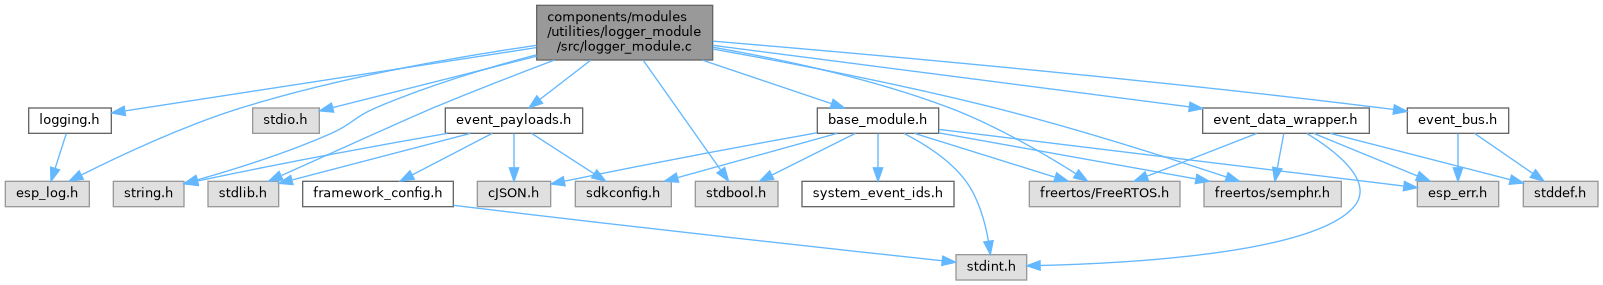 components/modules
/utilities/logger_module
/src/logger_module.c
logging.h
stdio.h
event_payloads.h
base_module.h
event_data_wrapper.h
event_bus.h
esp_log.h
string.h
stdlib.h
framework_config.h
cJSON.h
sdkconfig.h
stdbool.h
system_event_ids.h
freertos/FreeRTOS.h
freertos/semphr.h
esp_err.h
stddef.h
stdint.h